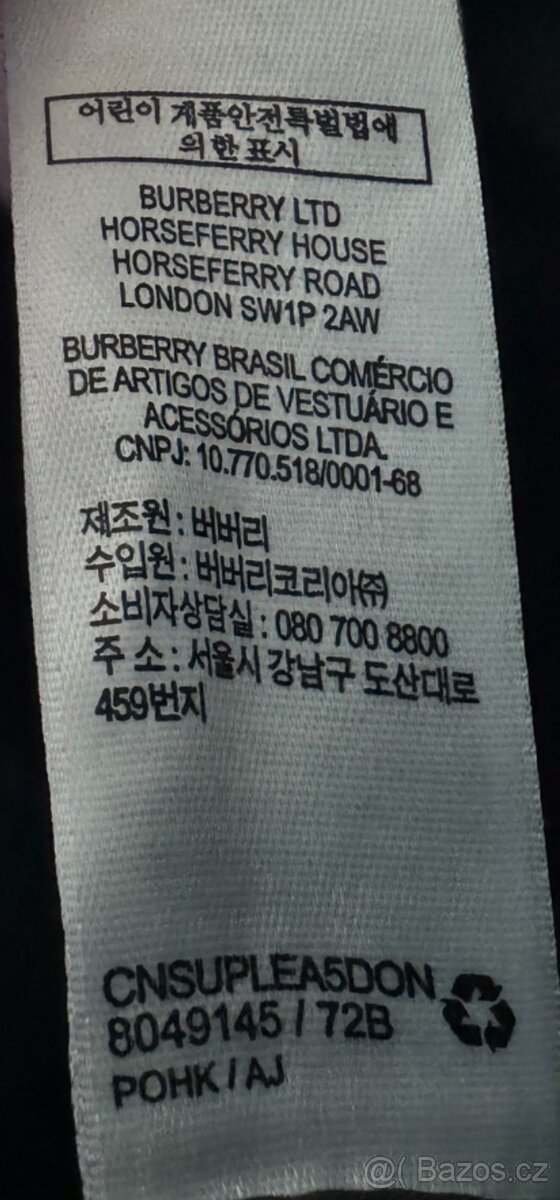 어린이 제품안전특별법에
의한 표시
BURBERRY LTD
HORSEFERRY HOUSE
HORSEFERRY ROAD
LONDON SW1P 2AW
BURBERRY BRASIL COMÉRCIO
DE ARTIGOS DE VESTUÁRIO E
ACESSÓRIOS LTDA.
CNPJ: 10.770.518/0001-68
제조원 : 버버리
수입원 : 버버리코리아㈜
소비자상담실 : 080 700 8800
주 소 : 서울시 강남구 도산대로
459번지
CNSUPLEA5DON
8049145 / 72B
POHK / AJ
@( Bazos.cz